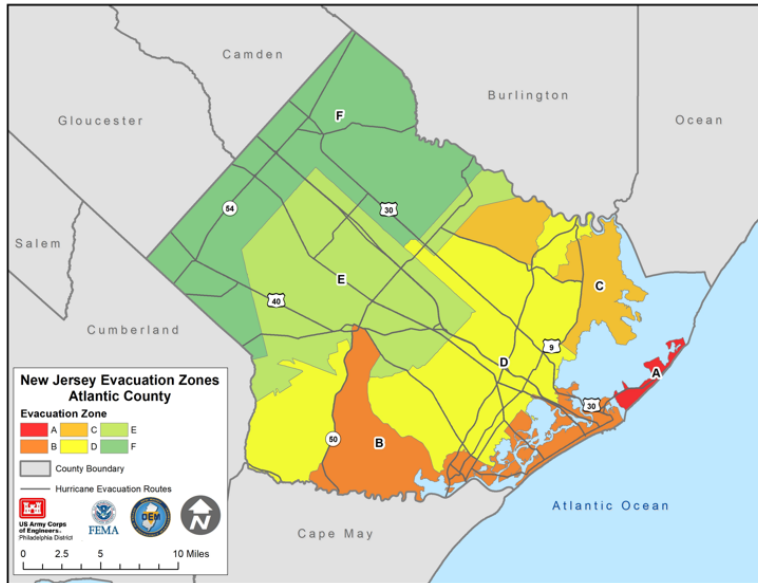 Camden
Burlington
Gloucester
Ocean
F
54
30
Salem
E
C
40
Cumberland
9
D
A
New Jersey Evacuation Zones
Atlantic County
Evacuation Zone
A C E
B D F
County Boundary
Hurricane Evacuation Routes
US Army Corps
of Engineers
Philadelphia District
FEMA
OEM
N
0 2.5 5 10 Miles
30
50
B
Atlantic Ocean
Cape May